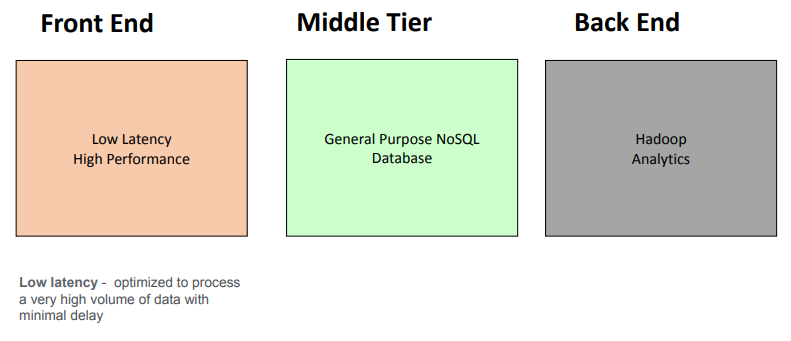 Front End
Middle Tier
Back End
Low Latency
High Performance
General Purpose NoSQL
Database
Hadoop
Analytics
Low latency - optimized to process
a very high volume of data with
minimal delay